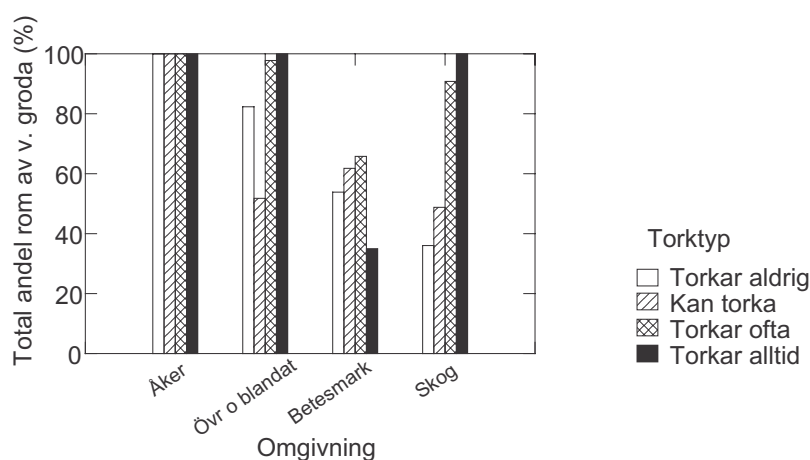 Total andel rom av v. groda (%)
100
80
60
40
20
0
Åker
Övr o blandat
Betesmark
Skog
Omgivning
Torktyp
Torkar aldrig
Kan torka
Torkar ofta
Torkar alltid